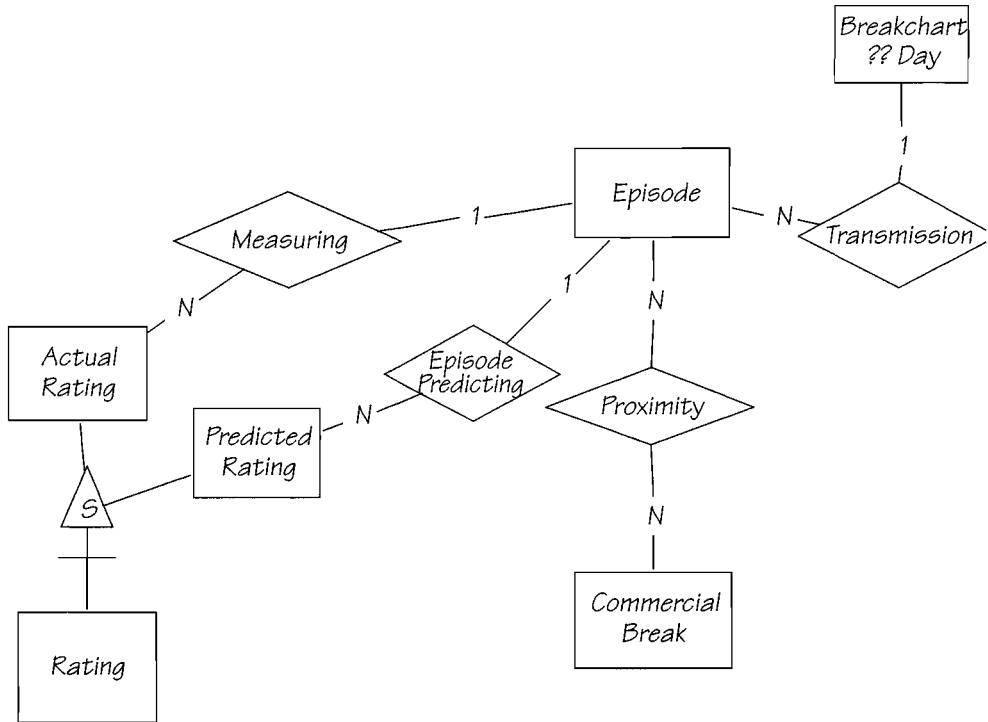 Breakchart
?? Day
1
Episode
N
Transmission
1
Measuring
N
1
N
Actual
Rating
Episode
Predicting
Proximity
N
Predicted
Rating
S
N
Commercial
Break
Rating